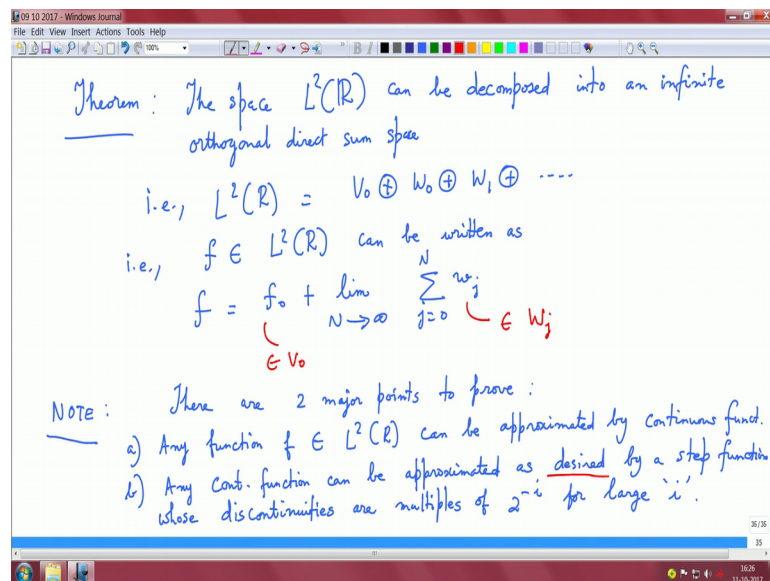 09 10 2017 - Windows Journal
File Edit View Insert Actions Tools Help
100%
Theorem : The space L²(ℝ) can be decomposed into an infinite
orthogonal direct sum space
i.e., L²(ℝ) = V₀ ⊕ W₀ ⊕ W₁ ⊕ ....
i.e., f ∈ L²(ℝ) can be written as
f = f₀ + lim N→∞ ∑ j=0 N wⱼ
∈ V₀ ∈ Wⱼ
NOTE : There are 2 major points to prove :
a) Any function f ∈ L²(ℝ) can be approximated by continuous funct.
b) Any cont. function can be approximated as desired by a step function
whose discontinuities are multiples of 2⁻ⁱ for large `i'.
36/36
35
16:26
11-10-2017